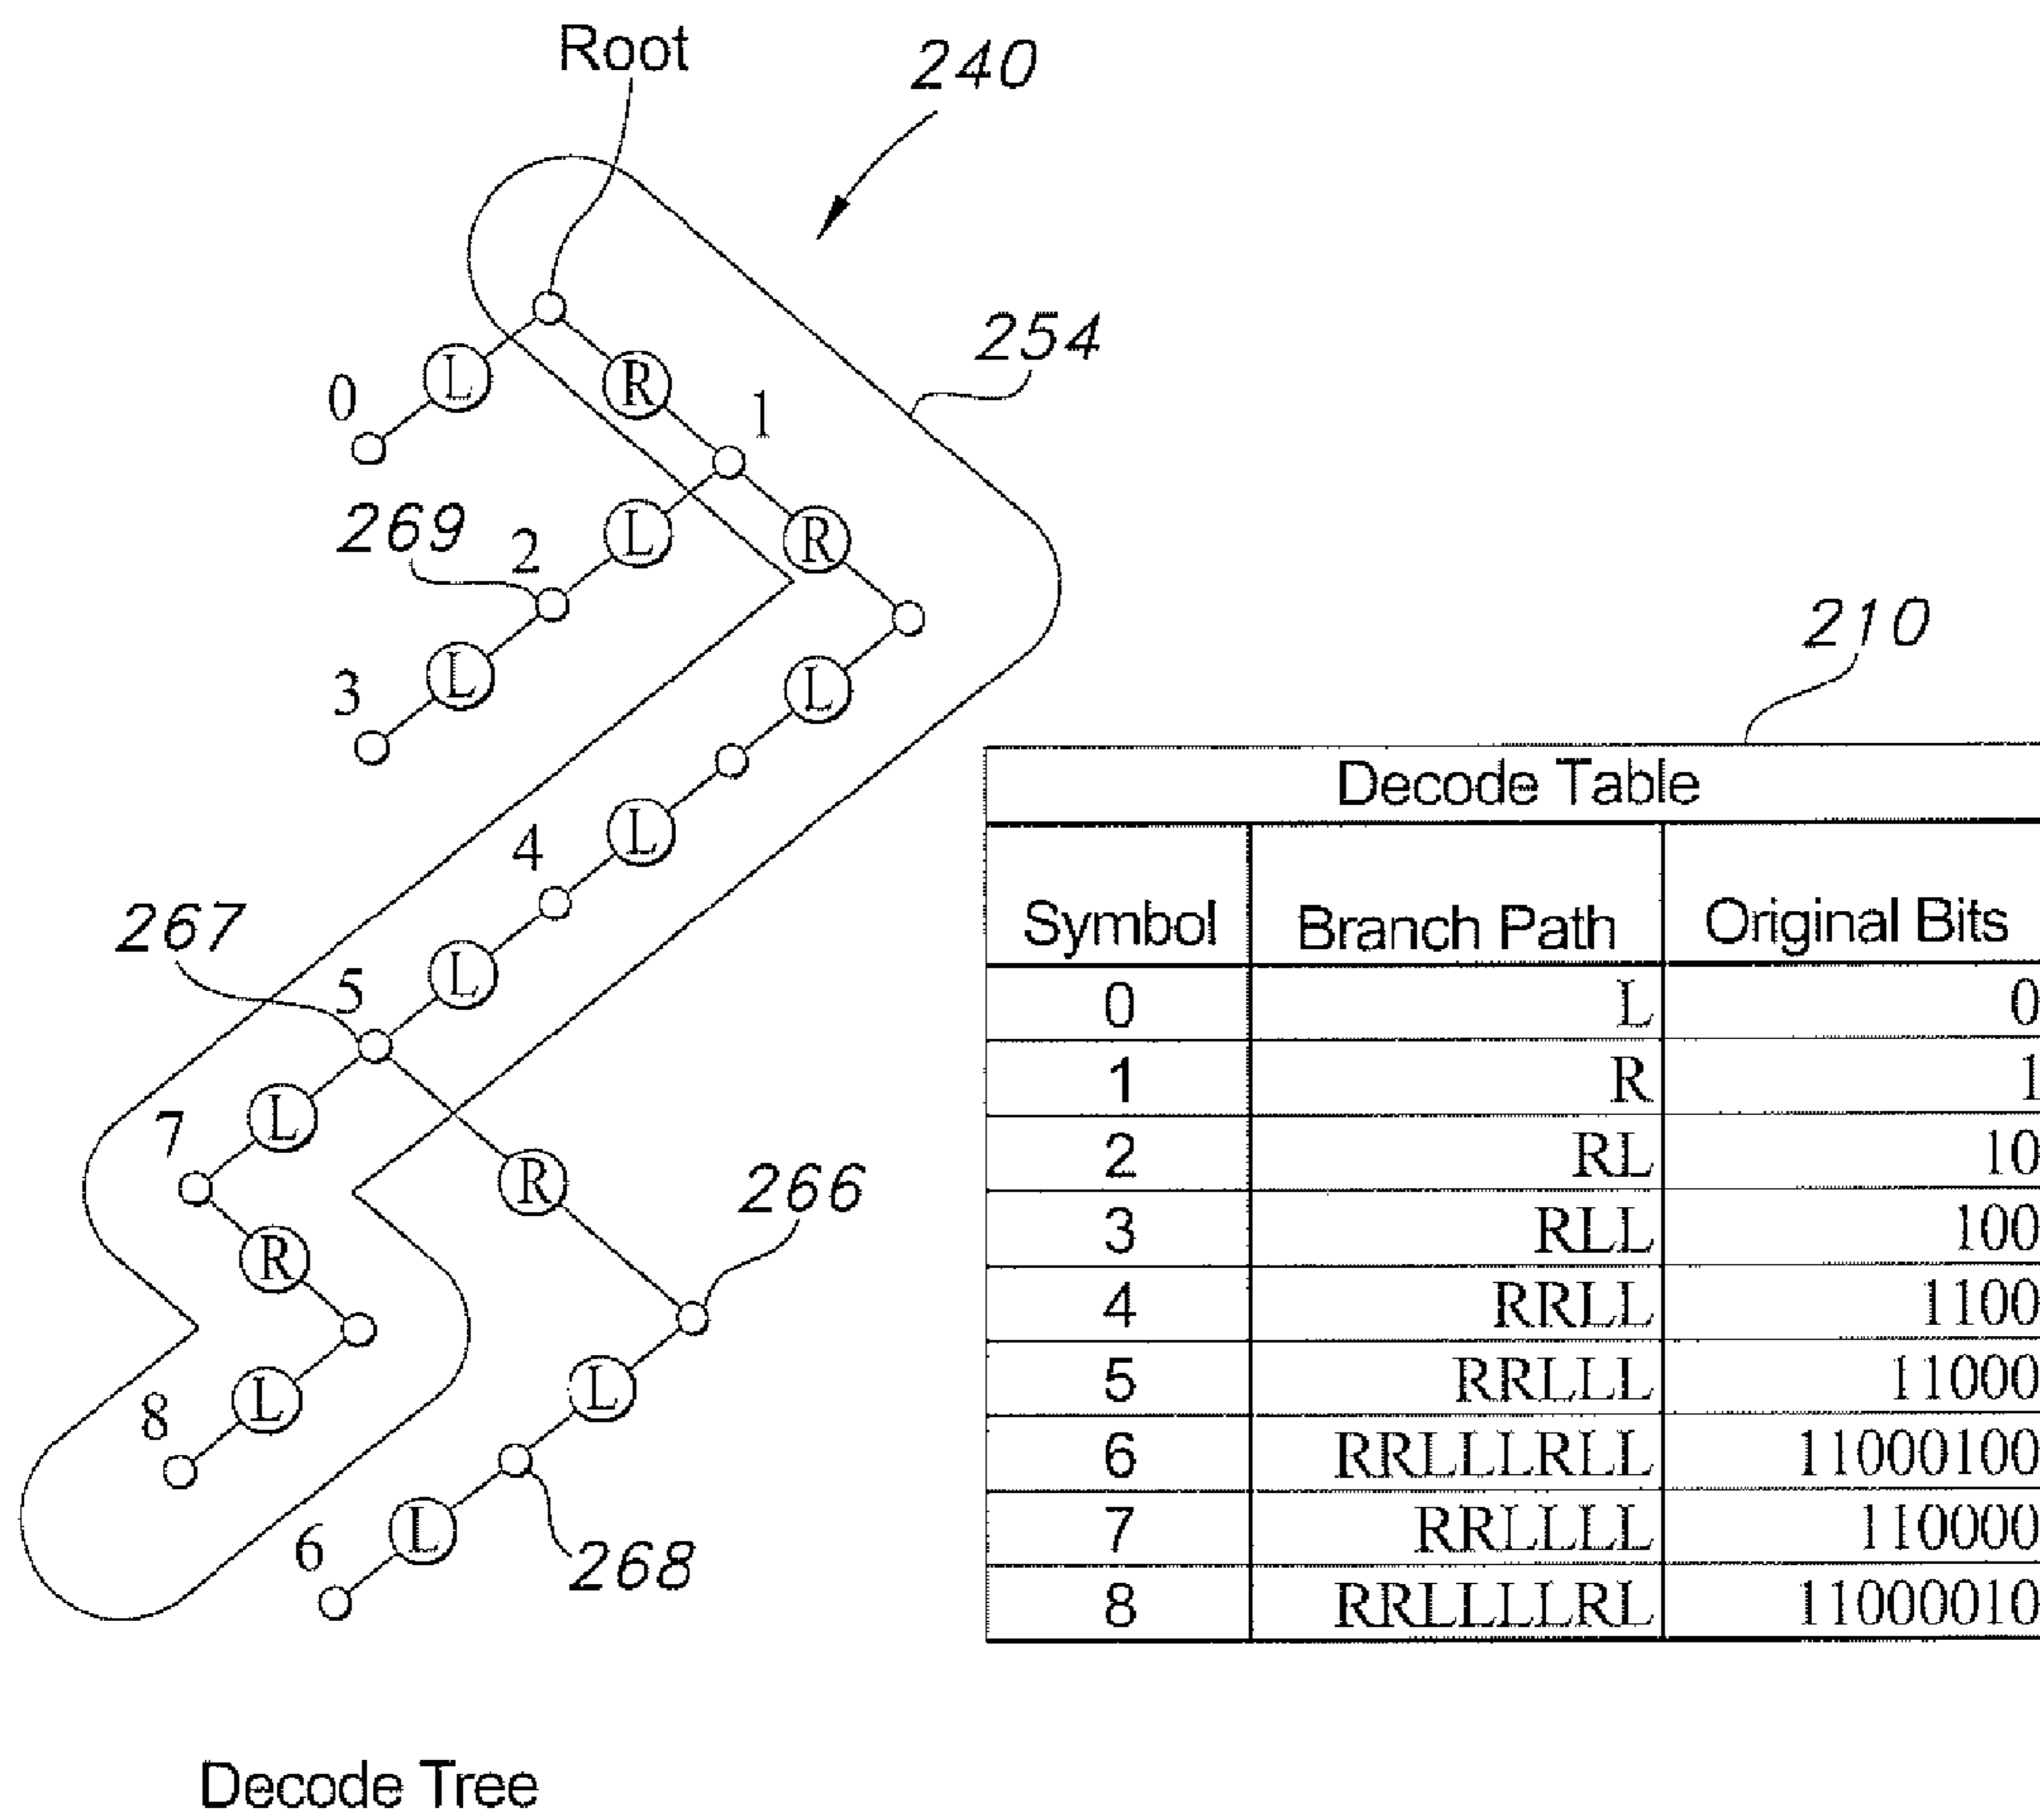 Root
240
254
0
L
R
1
269
2
L
R
210
3
L
L
4
L
267
5
L
7
L
R
266
R
L
8
L
6
L
268
Decode Table
Symbol Branch Path Original Bits
0 L 0
1 R 1
2 RL 10
3 RLL 100
4 RRLL 1100
5 RRLLL 11000
6 RRLLLRLL 11000100
7 RRLLLL 110000
8 RRLLLLRL 11000010
Decode Tree